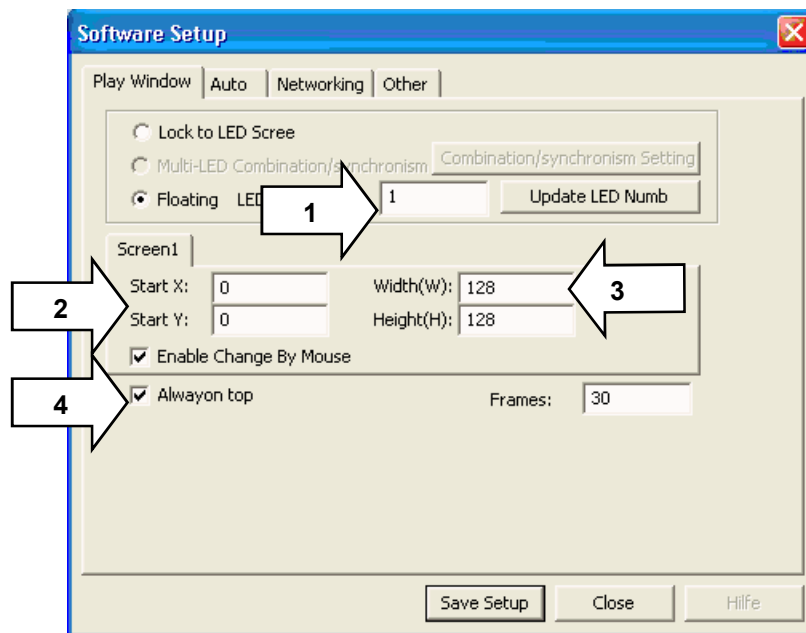 Software Setup
Play Window Auto Networking Other
Lock to LED Scree
Multi-LED Combination/synchronism Combination/synchronism Setting
Floating LED 1 Update LED Numb
1
Screen1
Start X: 0 Width(W): 128
2 3
Start Y: 0 Height(H): 128
Enable Change By Mouse
4 Alwayon top Frames: 30
Save Setup Close Hilfe